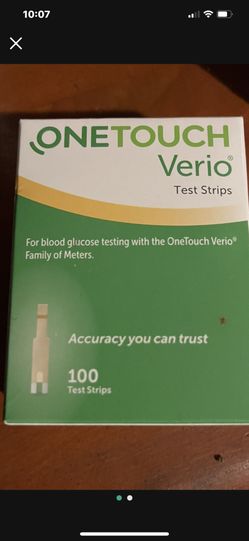 10:07
ONETOUCH
Verio®
Test Strips
For blood glucose testing with the OneTouch Verio®
Family of Meters.
Accuracy you can trust
100
Test Strips